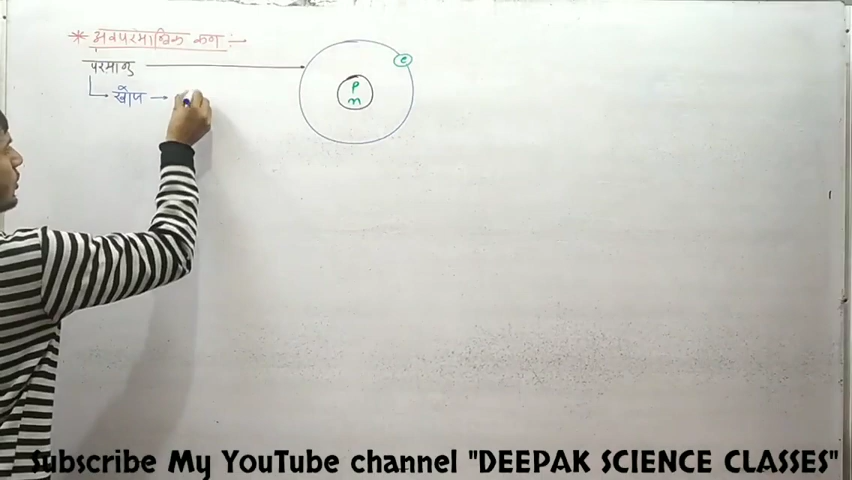 * अवपरमाण्विक कण :-
परमाणु
e
P
n
खोज →
Subscribe My YouTube channel "DEEPAK SCIENCE CLASSES"